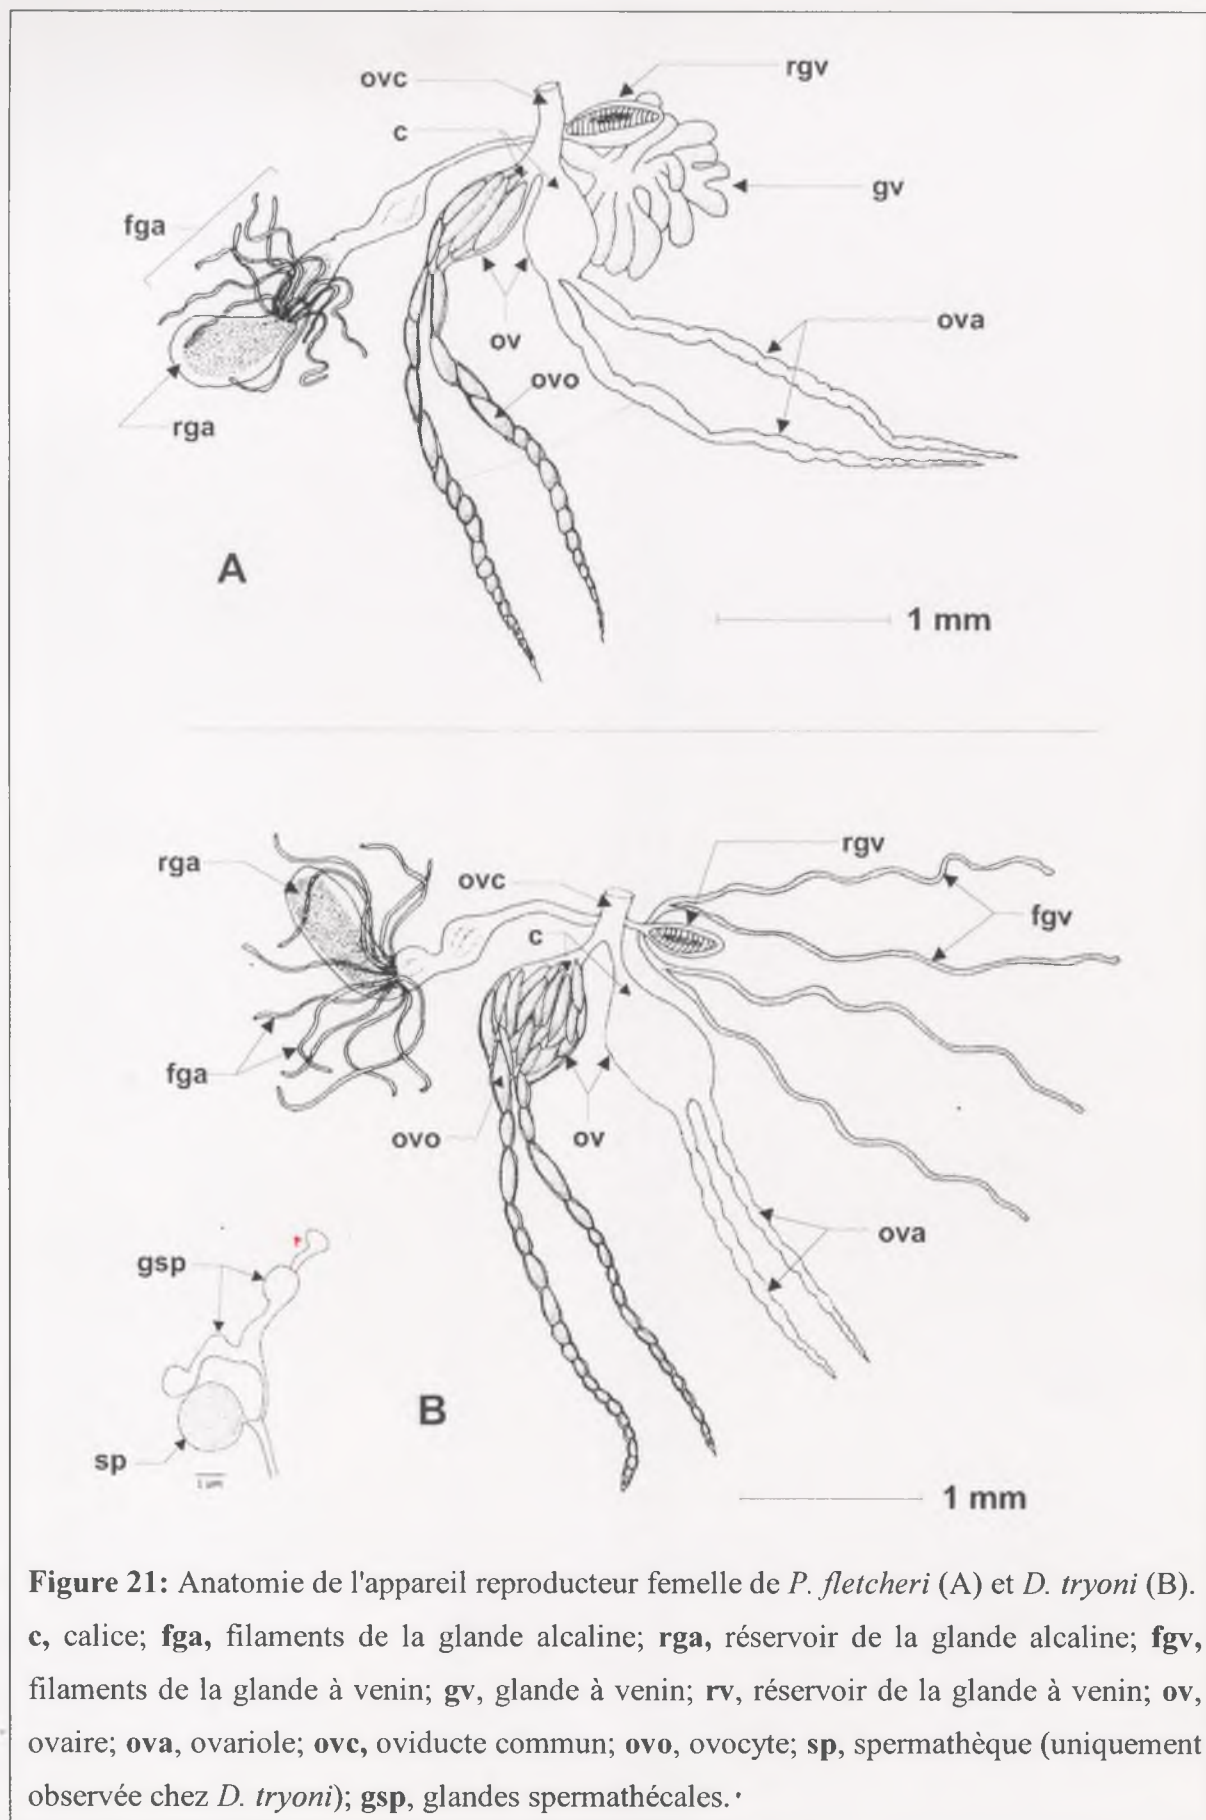 ovc
rgv
c
gv
fga
ova
ov
ovo
rga
A
1 mm
rgv
rga
ovc
fgv
c
fga
ovo
ov
ova
gsp
B
sp
1 µm
1 mm
Figure 21: Anatomie de l'appareil reproducteur femelle de P. fletcheri (A) et D. tryoni (B).
c, calice; fga, filaments de la glande alcaline; rga, réservoir de la glande alcaline; fgv,
filaments de la glande à venin; gv, glande à venin; rv, réservoir de la glande à venin; ov,
ovaire; ova, ovariole; ovc, oviducte commun; ovo, ovocyte; sp, spermathèque (uniquement
observée chez D. tryoni); gsp, glandes spermathécales.